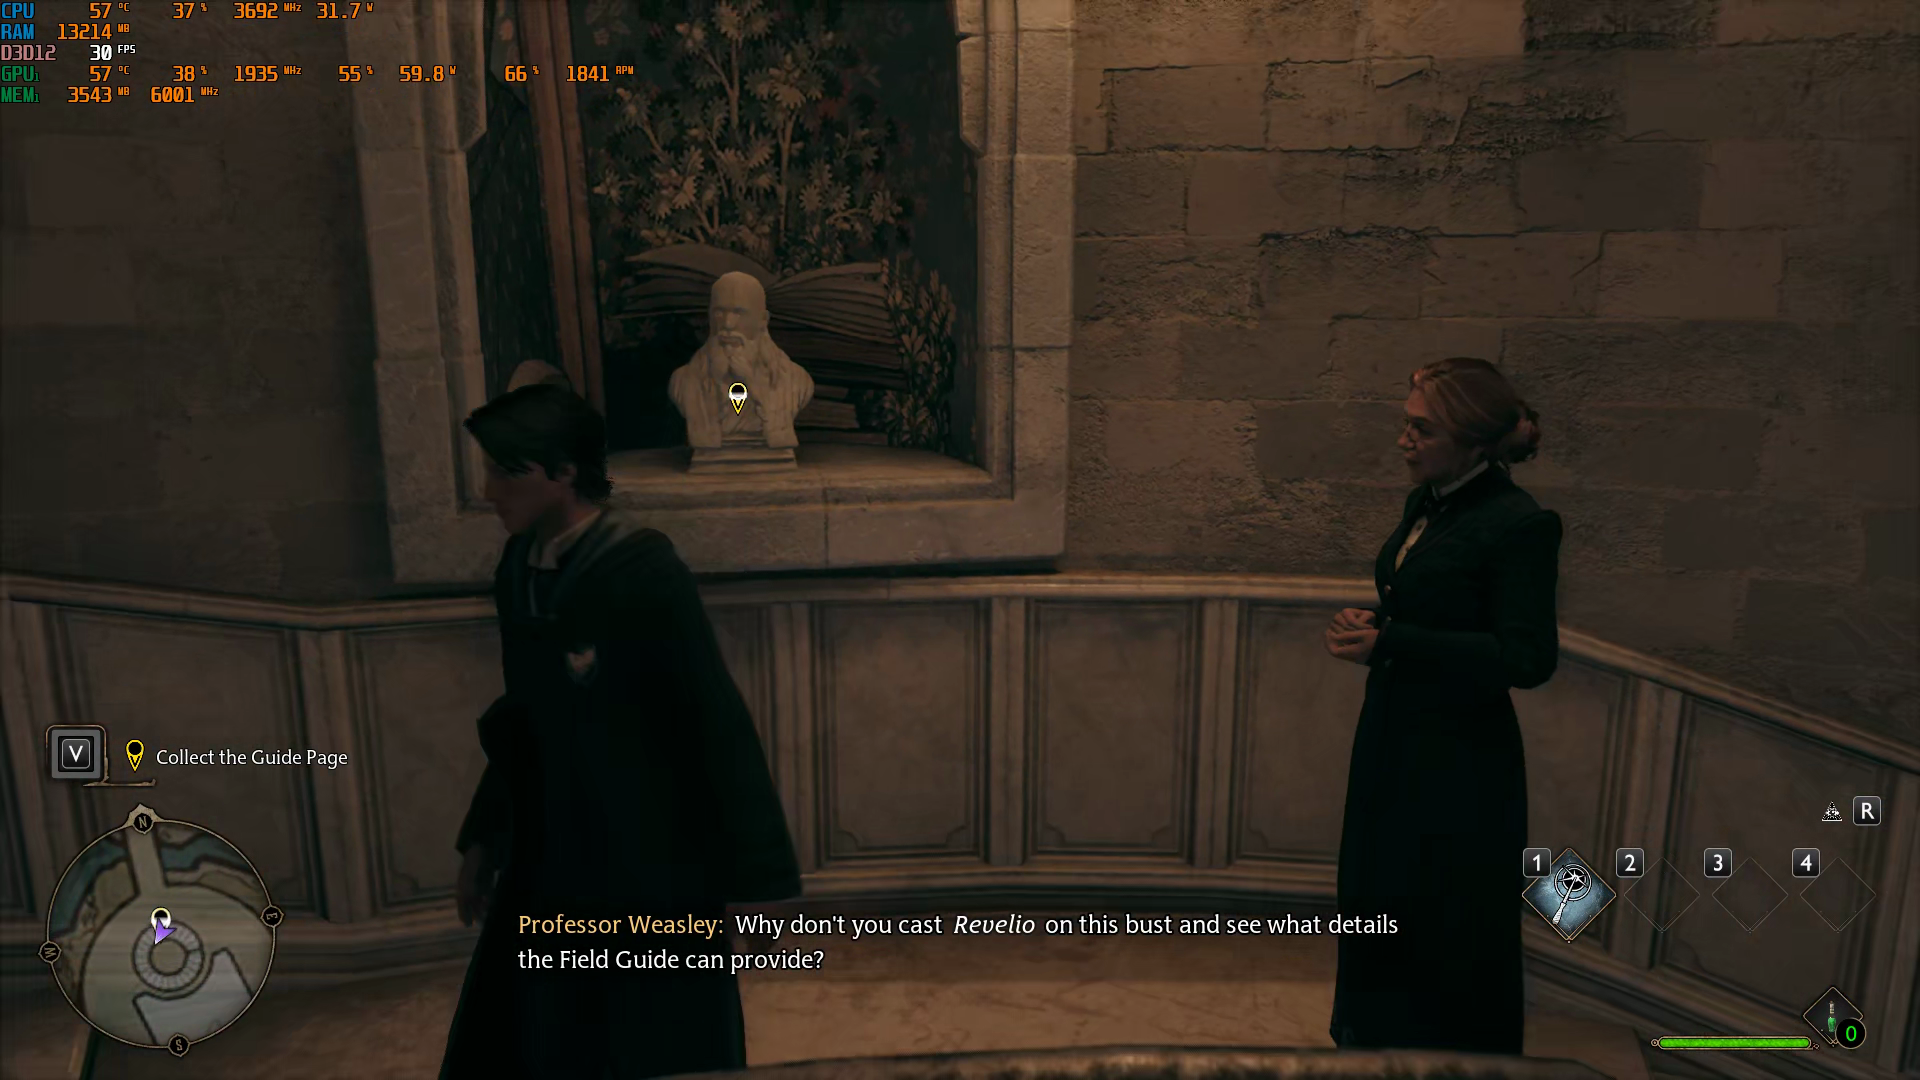 CPU 57 °C 37 % 3692 MHz 31.7 W
RAM 13214 MB
D3D12 30 FPS
GPU1 57 °C 38 % 1935 MHz 55 % 59.8 W 66 % 1841 RPM
MEM1 3543 MB 6001 MHz
V Collect the Guide Page
N
E
W
S
R
1 2 3 4
Professor Weasley: Why don't you cast Revelio on this bust and see what details
the Field Guide can provide?
0